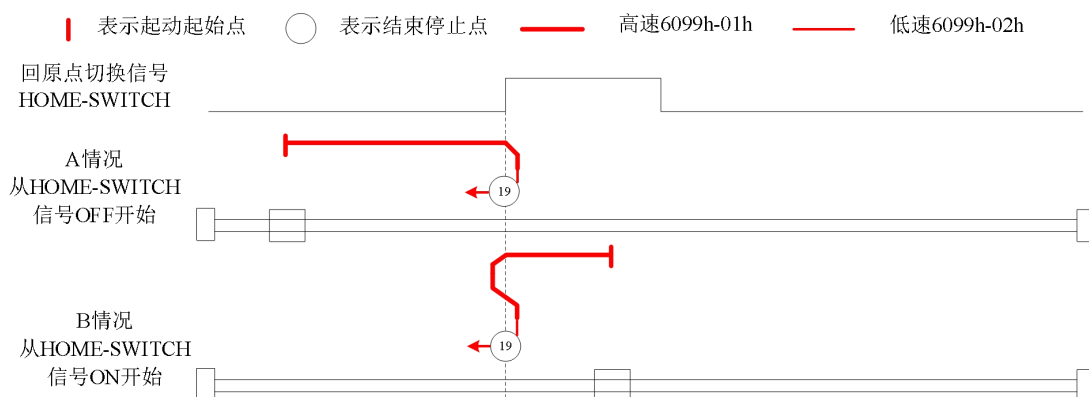 表示起动起始点 表示结束停止点 高速6099h-01h 低速6099h-02h
回原点切换信号
HOME-SWITCH
A情况
从HOME-SWITCH
信号OFF开始
19
B情况
从HOME-SWITCH
信号ON开始
19